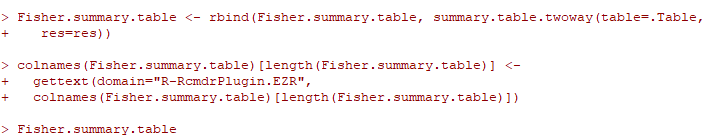 > Fisher.summary.table <- rbind(Fisher.summary.table, summary.table.twoway(table=.Table,
+    res=res))
> colnames(Fisher.summary.table)[length(Fisher.summary.table)] <-
+   gettext(domain="R-RcmdrPlugin.EZR",
+   colnames(Fisher.summary.table)[length(Fisher.summary.table)])
> Fisher.summary.table